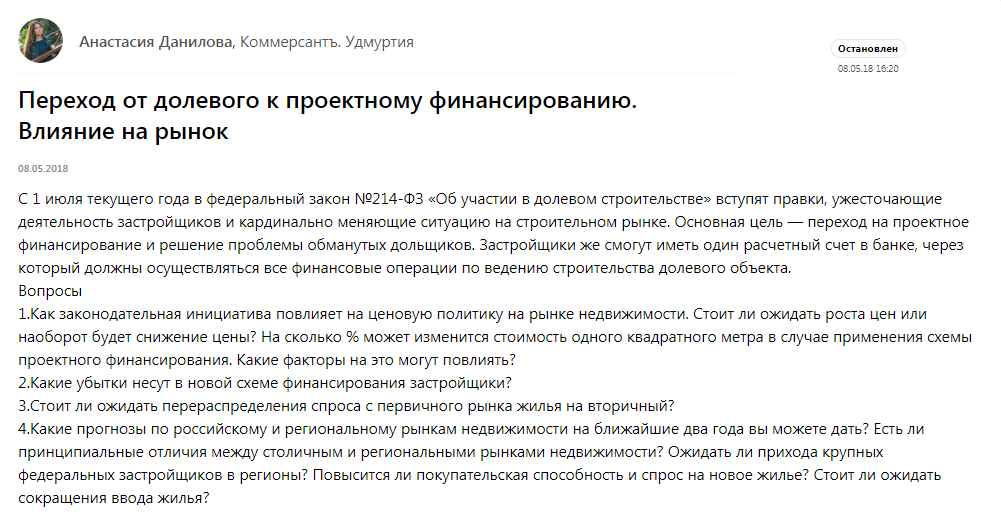 Анастасия Данилова, Коммерсантъ. Удмуртия
Остановлен
08.05.18 16:20
Переход от долевого к проектному финансированию.
Влияние на рынок
08.05.2018
С 1 июля текущего года в федеральный закон №214-ФЗ «Об участии в долевом строительстве» вступят правки, ужесточающие
деятельность застройщиков и кардинально меняющие ситуацию на строительном рынке. Основная цель — переход на проектное
финансирование и решение проблемы обманутых дольщиков. Застройщики же смогут иметь один расчетный счет в банке, через
который должны осуществляться все финансовые операции по ведению строительства долевого объекта.
Вопросы
1.Как законодательная инициатива повлияет на ценовую политику на рынке недвижимости. Стоит ли ожидать роста цен или
наоборот будет снижение цены? На сколько % может изменится стоимость одного квадратного метра в случае применения схемы
проектного финансирования. Какие факторы на это могут повлиять?
2.Какие убытки несут в новой схеме финансирования застройщики?
3.Стоит ли ожидать перераспределения спроса с первичного рынка жилья на вторичный?
4.Какие прогнозы по российскому и региональному рынкам недвижимости на ближайшие два года вы можете дать? Есть ли
принципиальные отличия между столичным и региональными рынками недвижимости? Ожидать ли прихода крупных
федеральных застройщиков в регионы? Повысится ли покупательская способность и спрос на новое жилье? Стоит ли ожидать
сокращения ввода жилья?